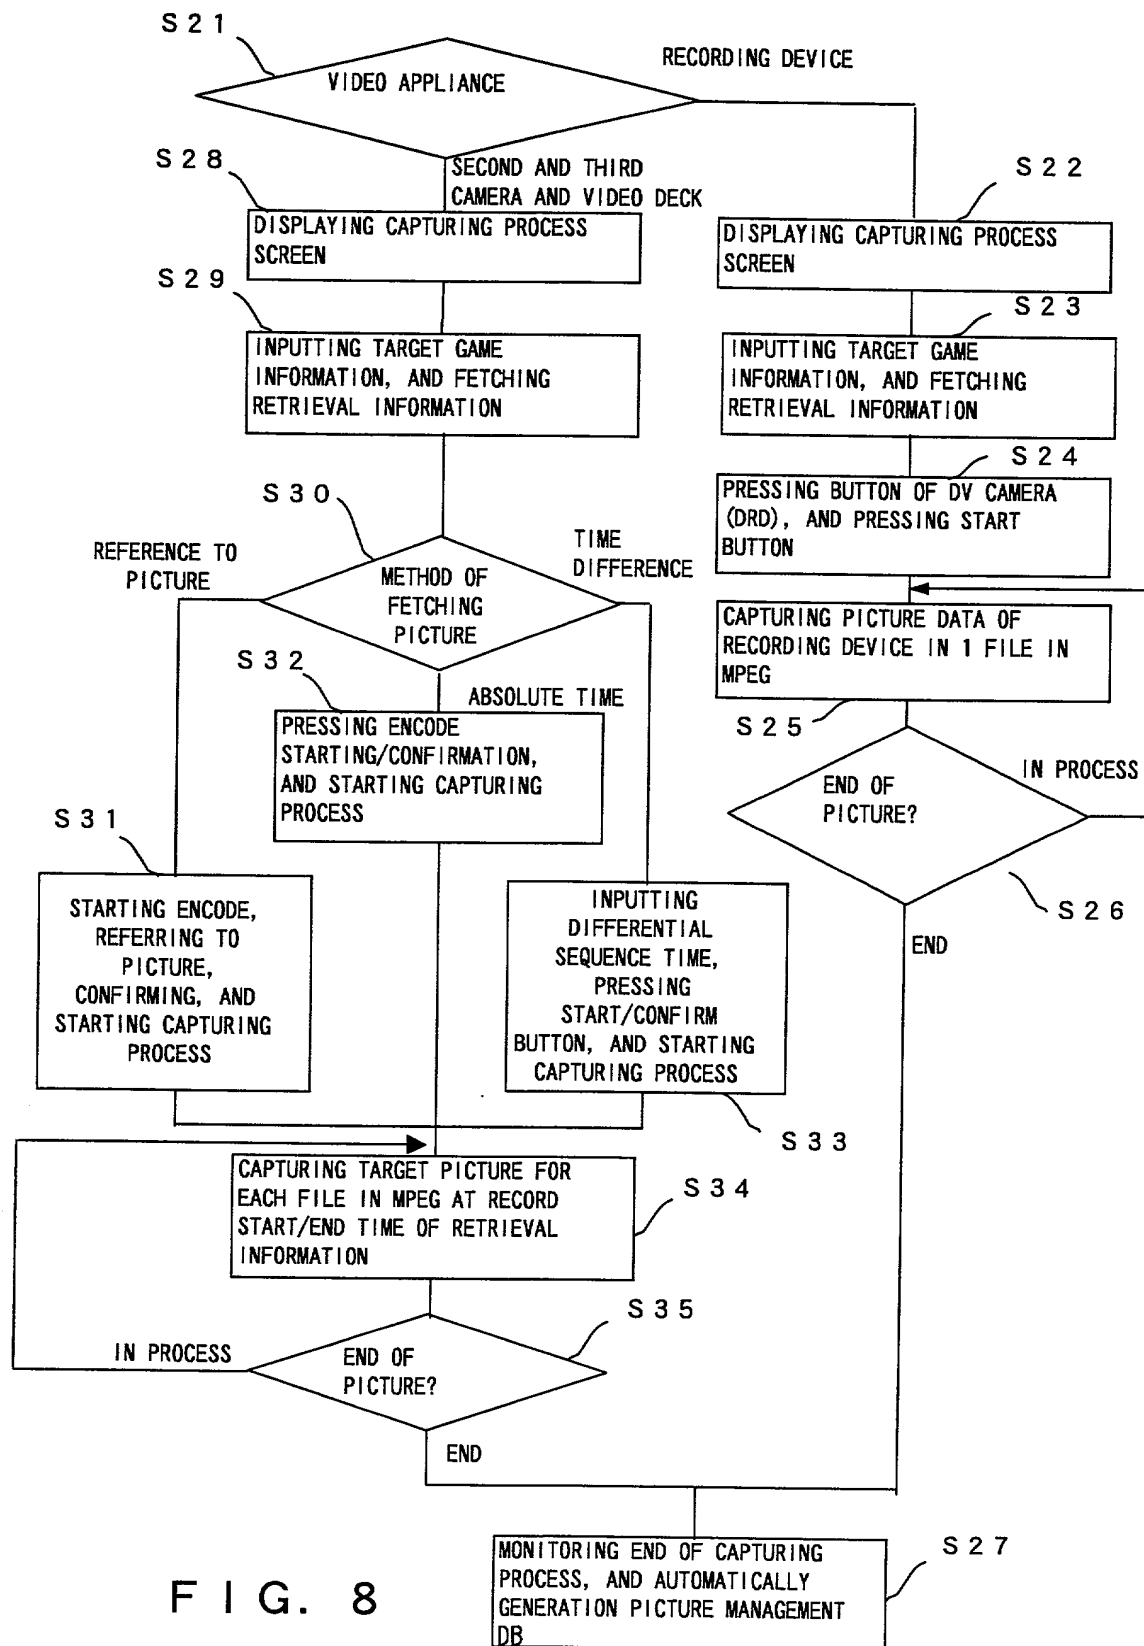 S21
VIDEO APPLIANCE
RECORDING DEVICE
S28
SECOND AND THIRD
CAMERA AND VIDEO DECK
S22
DISPLAYING CAPTURING PROCESS
SCREEN
DISPLAYING CAPTURING PROCESS
SCREEN
S29
S23
INPUTTING TARGET GAME
INFORMATION, AND FETCHING
RETRIEVAL INFORMATION
INPUTTING TARGET GAME
INFORMATION, AND FETCHING
RETRIEVAL INFORMATION
S24
PRESSING BUTTON OF DV CAMERA
(DRD), AND PRESSING START
BUTTON
S30
REFERENCE TO
PICTURE
METHOD OF
FETCHING
PICTURE
TIME
DIFFERENCE
CAPTURING PICTURE DATA OF
RECORDING DEVICE IN 1 FILE IN
MPEG
S25
S32
ABSOLUTE TIME
PRESSING ENCODE
STARTING/CONFIRMATION,
AND STARTING CAPTURING
PROCESS
END OF
PICTURE?
IN PROCESS
S26
END
S31
STARTING ENCODE,
REFERRING TO
PICTURE,
CONFIRMING, AND
STARTING CAPTURING
PROCESS
INPUTTING
DIFFERENTIAL
SEQUENCE TIME,
PRESSING
START/CONFIRM
BUTTON, AND STARTING
CAPTURING PROCESS
S33
CAPTURING TARGET PICTURE FOR
EACH FILE IN MPEG AT RECORD
START/END TIME OF RETRIEVAL
INFORMATION
S34
S35
IN PROCESS
END OF
PICTURE?
END
S27
MONITORING END OF CAPTURING
PROCESS, AND AUTOMATICALLY
GENERATION PICTURE MANAGEMENT
DB
FIG. 8